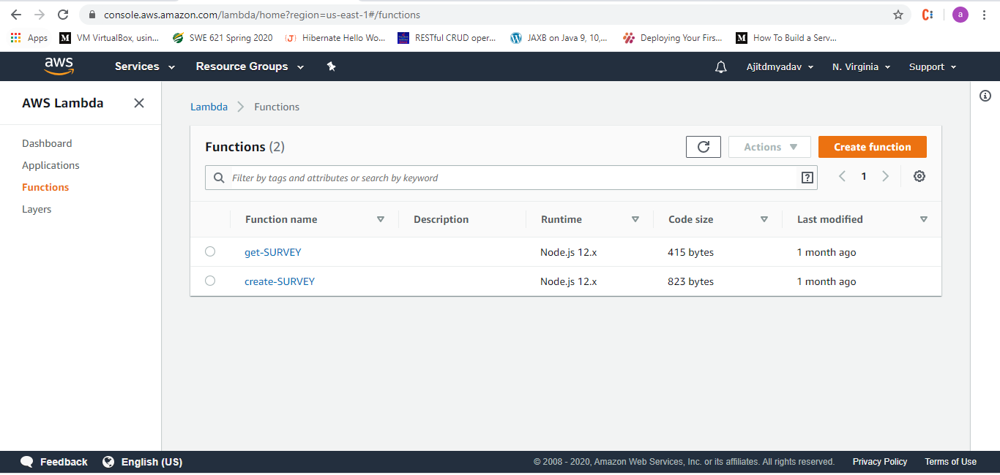 console.aws.amazon.com/lambda/home?region=us-east-1#/functions
a
Apps M VM VirtualBox, usin... SWE 621 Spring 2020 {J} Hibernate Hello Wo... RESTful CRUD oper... JAXB on Java 9, 10,... Deploying Your Firs... M How To Build a Serv...
aws Services Resource Groups Ajitdmyadav N. Virginia Support
AWS Lambda
Dashboard
Applications
Functions
Layers
Lambda Functions
Functions (2) Actions Create function
Filter by tags and attributes or search by keyword ? 1
Function name Description Runtime Code size Last modified
get-SURVEY Node.js 12.x 415 bytes 1 month ago
create-SURVEY Node.js 12.x 823 bytes 1 month ago
Feedback English (US) © 2008 - 2020, Amazon Web Services, Inc. or its affiliates. All rights reserved. Privacy Policy Terms of Use